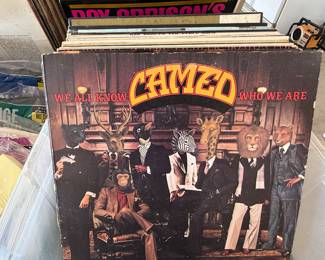 ROY ORBISON'S
CAMEO
WE ALL KNOW WHO WE ARE